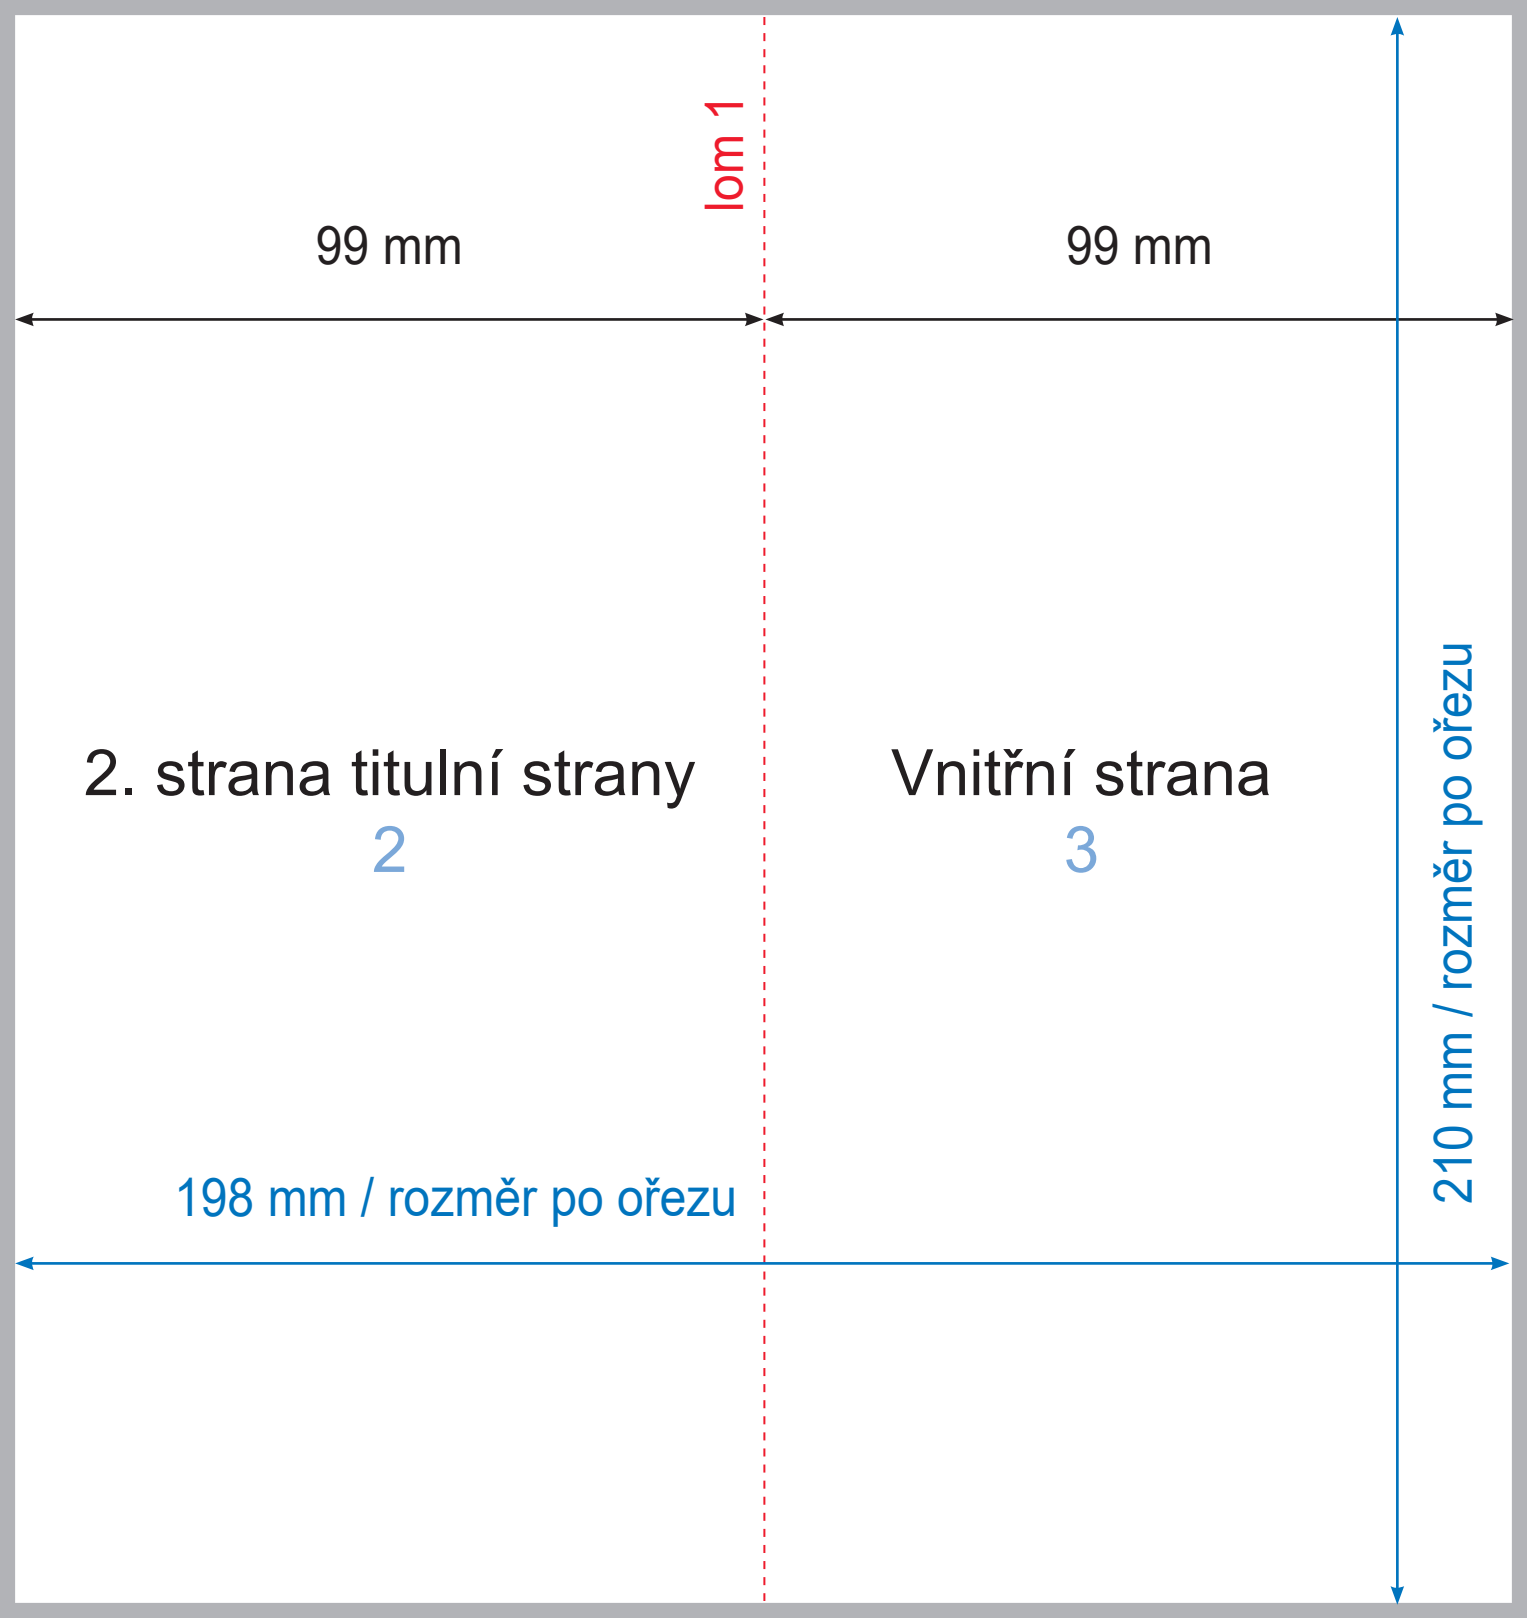 lom 1
99 mm
99 mm
2. strana titulní strany
2
Vnitřní strana
3
198 mm / rozměr po ořezu
210 mm / rozměr po ořezu